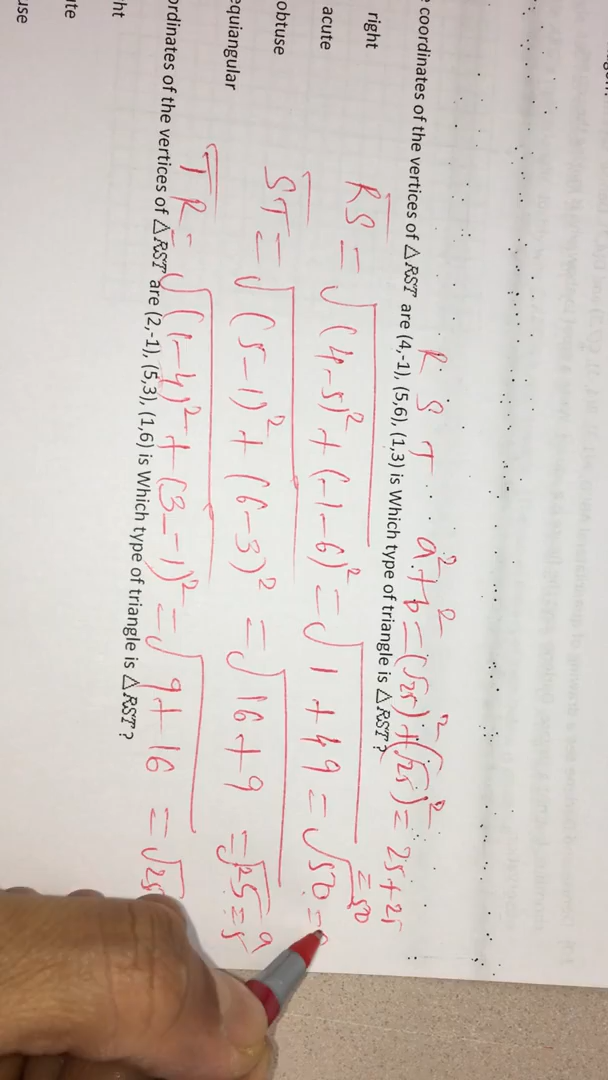 coordinates of the vertices of △RST are (4,-1), (5,6), (1,3) is Which type of triangle is △RST?
R S T
a² + b² = (√25)² + (√25)² = 25 + 25
= 50
right
acute
obtuse
equiangular
RS = √(4-5)² + (-1-6)² = √1 + 49 = √50 =
ST = √(5-1)² + (6-3)² = √16 + 9 = √25 = 5
TR = √(1-4)² + (3--1)² = √9 + 16 = √25
ordinates of the vertices of △RST are (2,-1), (5,3), (1,6) is Which type of triangle is △RST?
ht
ute
use